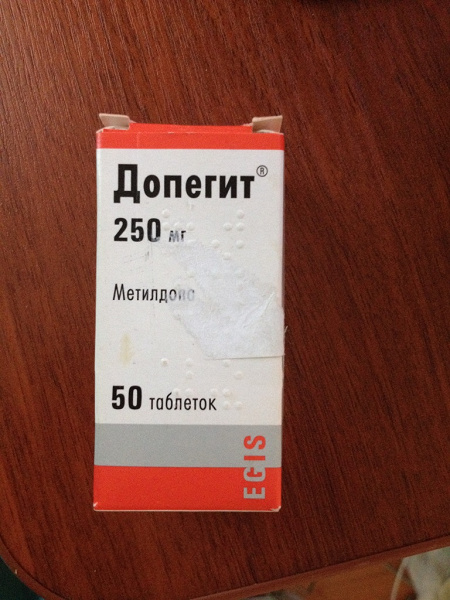 Допегит®
250 мг
Метилдопа
50 таблеток
EGIS